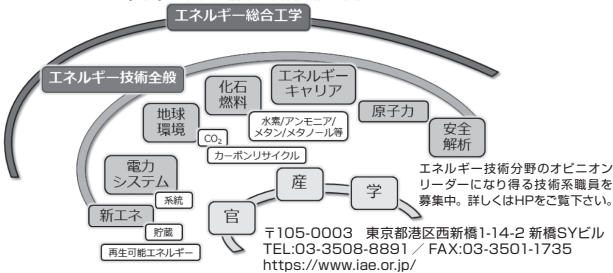 エネルギー総合工学
エネルギー技術全般
化石
燃料
エネルギー
キャリア
地球
環境
水素/アンモニア/
メタン/メタノール等
原子力
安全
解析
CO₂
カーボンリサイクル
電力
システム
系統
新エネ
貯蔵
再生可能エネルギー
官
産
学
エネルギー技術分野のオピニオン
リーダーになり得る技術系職員を
募集中。詳しくはHPをご覧下さい。
〒105-0003 東京都港区西新橋1-14-2 新橋SYビル
TEL:03-3508-8891 / FAX:03-3501-1735
https://www.iae.or.jp/